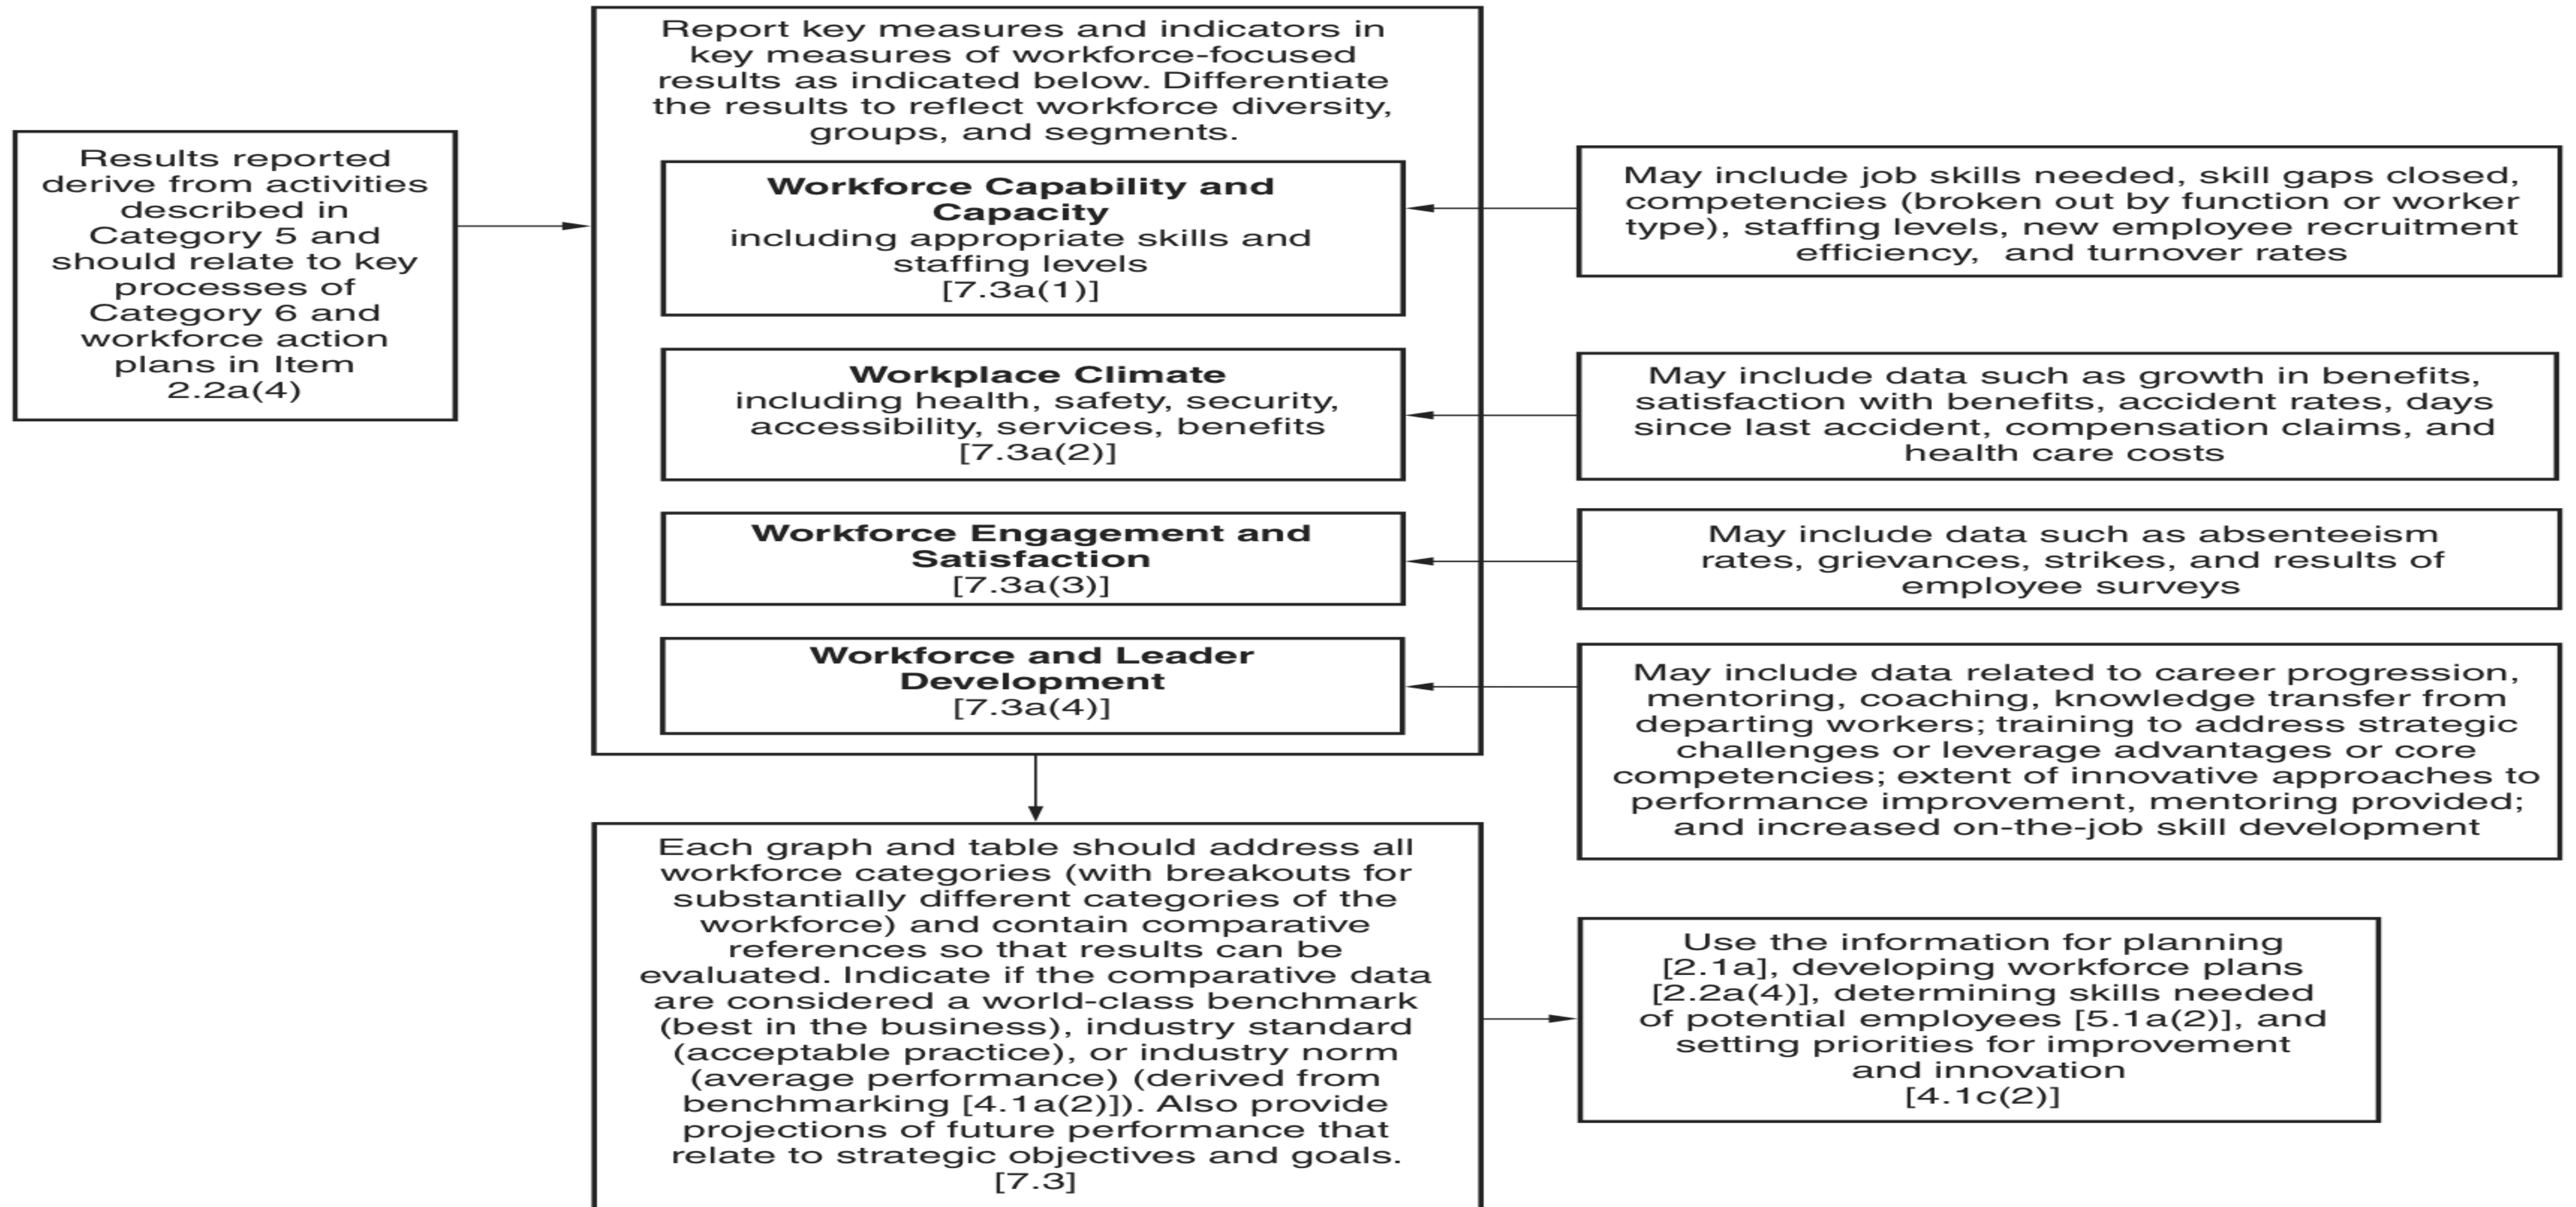 Results reported
derive from activities
described in
Category 5 and
should relate to key
processes of
Category 6 and
workforce action
plans in Item
2.2a(4)
Report key measures and indicators in
key measures of workforce-focused
results as indicated below. Differentiate
the results to reflect workforce diversity,
groups, and segments.
Workforce Capability and
Capacity
including appropriate skills and
staffing levels
[7.3a(1)]
Workplace Climate
including health, safety, security,
accessibility, services, benefits
[7.3a(2)]
Workforce Engagement and
Satisfaction
[7.3a(3)]
Workforce and Leader
Development
[7.3a(4)]
May include job skills needed, skill gaps closed,
competencies (broken out by function or worker
type), staffing levels, new employee recruitment
efficiency, and turnover rates
May include data such as growth in benefits,
satisfaction with benefits, accident rates, days
since last accident, compensation claims, and
health care costs
May include data such as absenteeism
rates, grievances, strikes, and results of
employee surveys
May include data related to career progression,
mentoring, coaching, knowledge transfer from
departing workers; training to address strategic
challenges or leverage advantages or core
competencies; extent of innovative approaches to
performance improvement, mentoring provided;
and increased on-the-job skill development
Each graph and table should address all
workforce categories (with breakouts for
substantially different categories of the
workforce) and contain comparative
references so that results can be
evaluated. Indicate if the comparative data
are considered a world-class benchmark
(best in the business), industry standard
(acceptable practice), or industry norm
(average performance) (derived from
benchmarking [4.1a(2)]). Also provide
projections of future performance that
relate to strategic objectives and goals.
[7.3]
Use the information for planning
[2.1a], developing workforce plans
[2.2a(4)], determining skills needed
of potential employees [5.1a(2)], and
setting priorities for improvement
and innovation
[4.1c(2)]